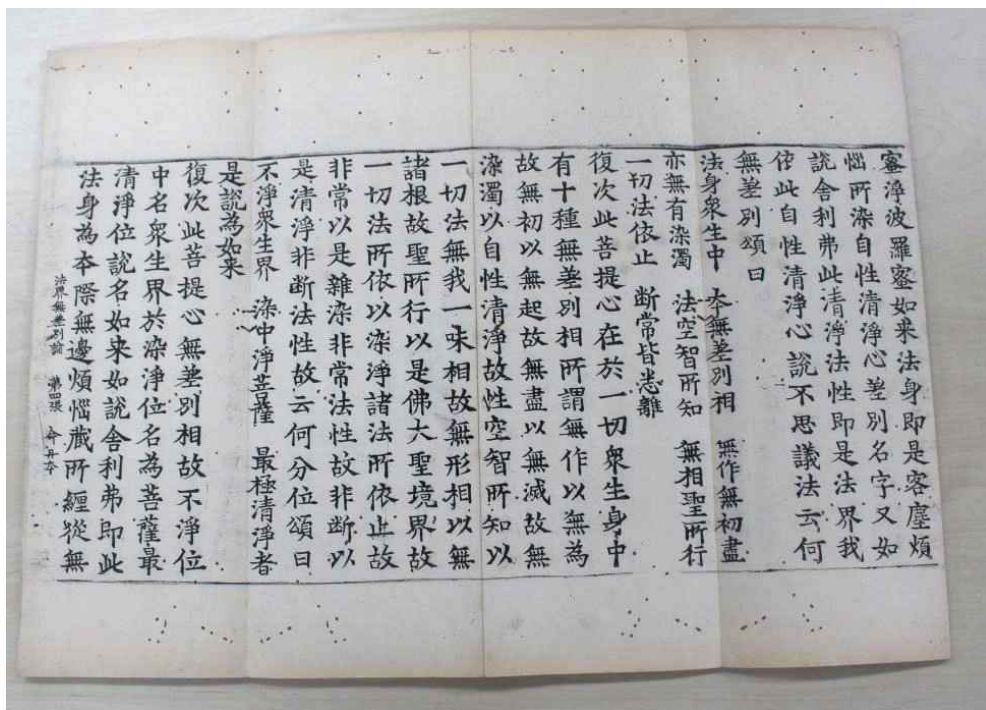 蜜淨波羅蜜如来法身即是客塵煩
惱所染自性清淨心差別名字又如
說舍利弗此清淨法性即是法界我
依此自性清淨心說不思議法云何
無差別頌曰
法身衆生中　夲無差別相　無作無初盡
亦無有染濁　法空智所知　無相聖所行
一切法依止　断常皆悉離
復次此菩提心在於一切衆生身中
有十種無差別相所謂無作以無為
故無初以無起故無盡以無滅故無
染濁以自性清淨故性空智所知以
一切法無我一味相故無形相以無
諸根故聖所行以是佛大聖境界故
一切法所依以染淨諸法所依止故
非常以是雜染非常法性故非断以
是清淨非断法性故云何分位頌曰
不淨衆生界　染中淨菩薩　最極清淨者
是說為如来
復次此菩提心無差別相故不淨位
中名衆生界於染淨位名為菩薩最
清淨位說名如来如說舍利弗即此
法身為夲際無邊煩惱藏所纏從無
法界無差別論　第四張